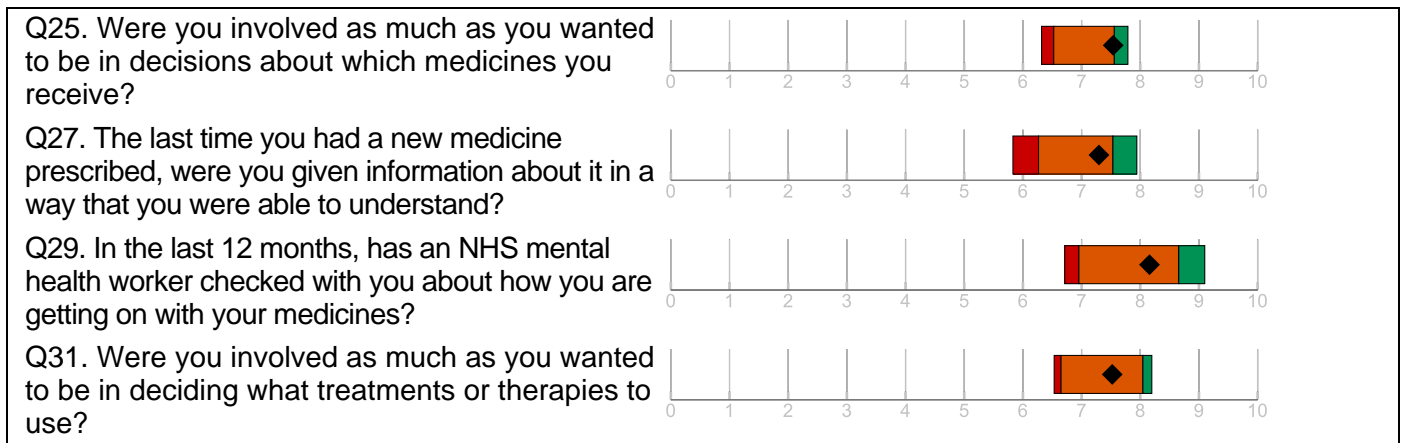 Q25. Were you involved as much as you wanted
to be in decisions about which medicines you
receive?
0 1 2 3 4 5 6 7 8 9 10
Q27. The last time you had a new medicine
prescribed, were you given information about it in a
way that you were able to understand?
0 1 2 3 4 5 6 7 8 9 10
Q29. In the last 12 months, has an NHS mental
health worker checked with you about how you are
getting on with your medicines?
0 1 2 3 4 5 6 7 8 9 10
Q31. Were you involved as much as you wanted
to be in deciding what treatments or therapies to
use?
0 1 2 3 4 5 6 7 8 9 10